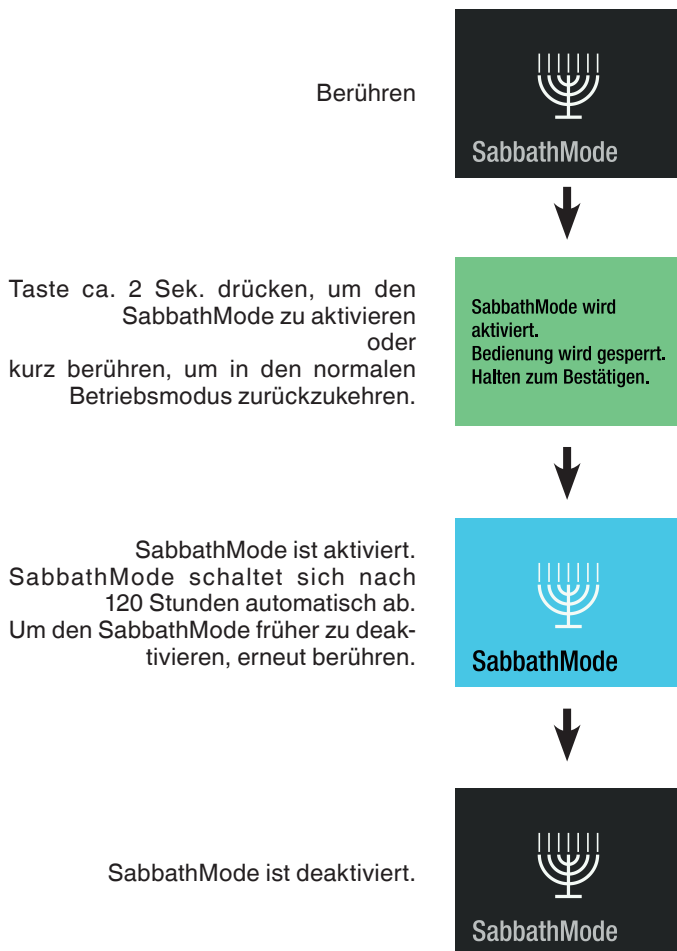 Berühren
SabbathMode
Taste ca. 2 Sek. drücken, um den
SabbathMode zu aktivieren
oder
kurz berühren, um in den normalen
Betriebsmodus zurückzukehren.
SabbathMode wird
aktiviert.
Bedienung wird gesperrt.
Halten zum Bestätigen.
SabbathMode ist aktiviert.
SabbathMode schaltet sich nach
120 Stunden automatisch ab.
Um den SabbathMode früher zu deak-
tivieren, erneut berühren.
SabbathMode
SabbathMode ist deaktiviert.
SabbathMode